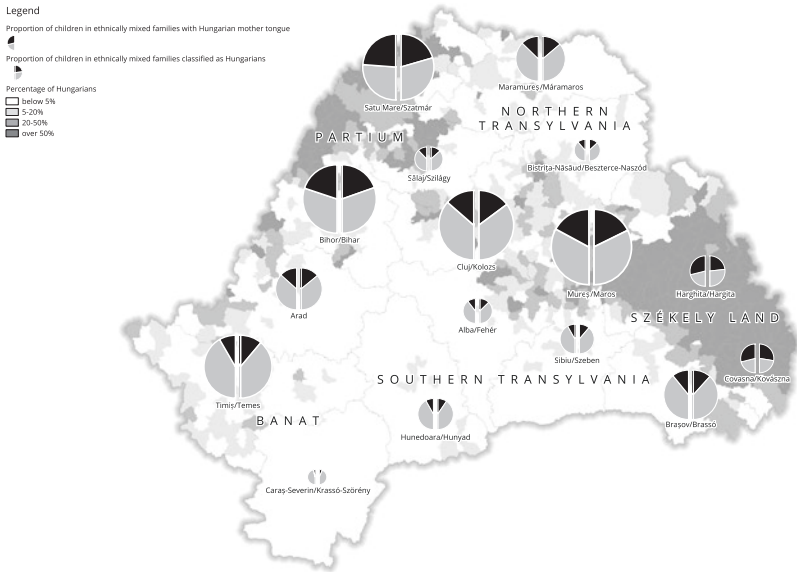 Legend
Proportion of children in ethnically mixed families with Hungarian mother tongue
Proportion of children in ethnically mixed families classified as Hungarians
Percentage of Hungarians
below 5%
5-20%
20-50%
over 50%
Satu Mare/Szatmár
Maramureș/Máramaros
NORTHERN
TRANSYLVANIA
PARTIUM
Bistrița-Năsăud/Beszterce-Naszód
Sălaj/Szilágy
Bihor/Bihar
Cluj/Kolozs
Mureș/Maros
Harghita/Hargita
Arad
SZÉKELY LAND
Alba/Fehér
Sibiu/Szeben
Covasna/Kovászna
SOUTHERN TRANSYLVANIA
Timiș/Temes
BANAT
Brașov/Brassó
Hunedoara/Hunyad
Caraș-Severin/Krassó-Szörény